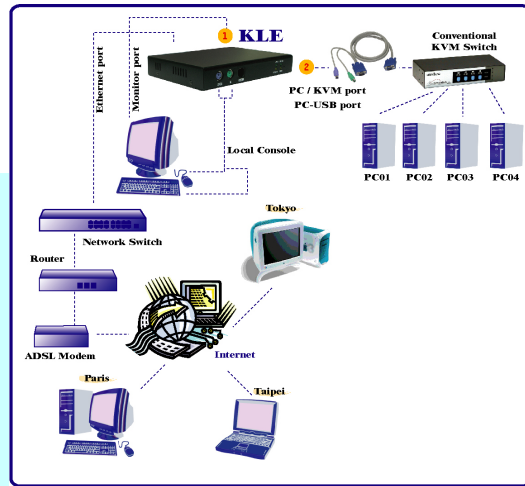 1 KLE
Conventional
KVM Switch
Ethernet port
Monitor port
2
PC / KVM port
PC-USB port
Local Console
PC01 PC02 PC03 PC04
Tokyo
Network Switch
Router
Internet
ADSL Modem
Paris
Taipei